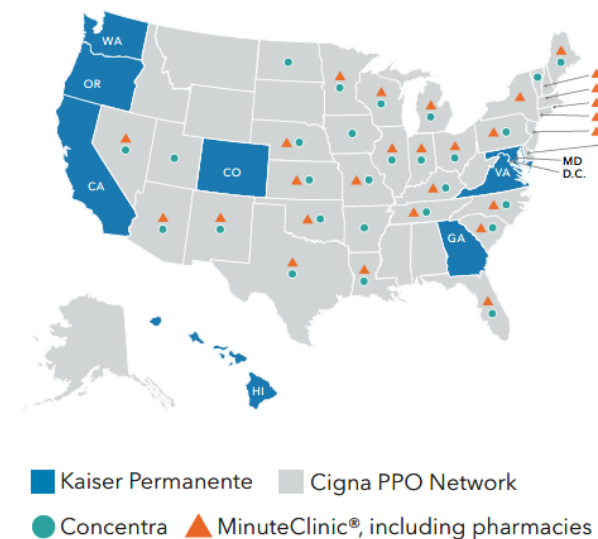 WA
OR
CA
CO
MD
VA
D.C.
GA
HI
Kaiser Permanente
Cigna PPO Network
Concentra
MinuteClinic®, including pharmacies